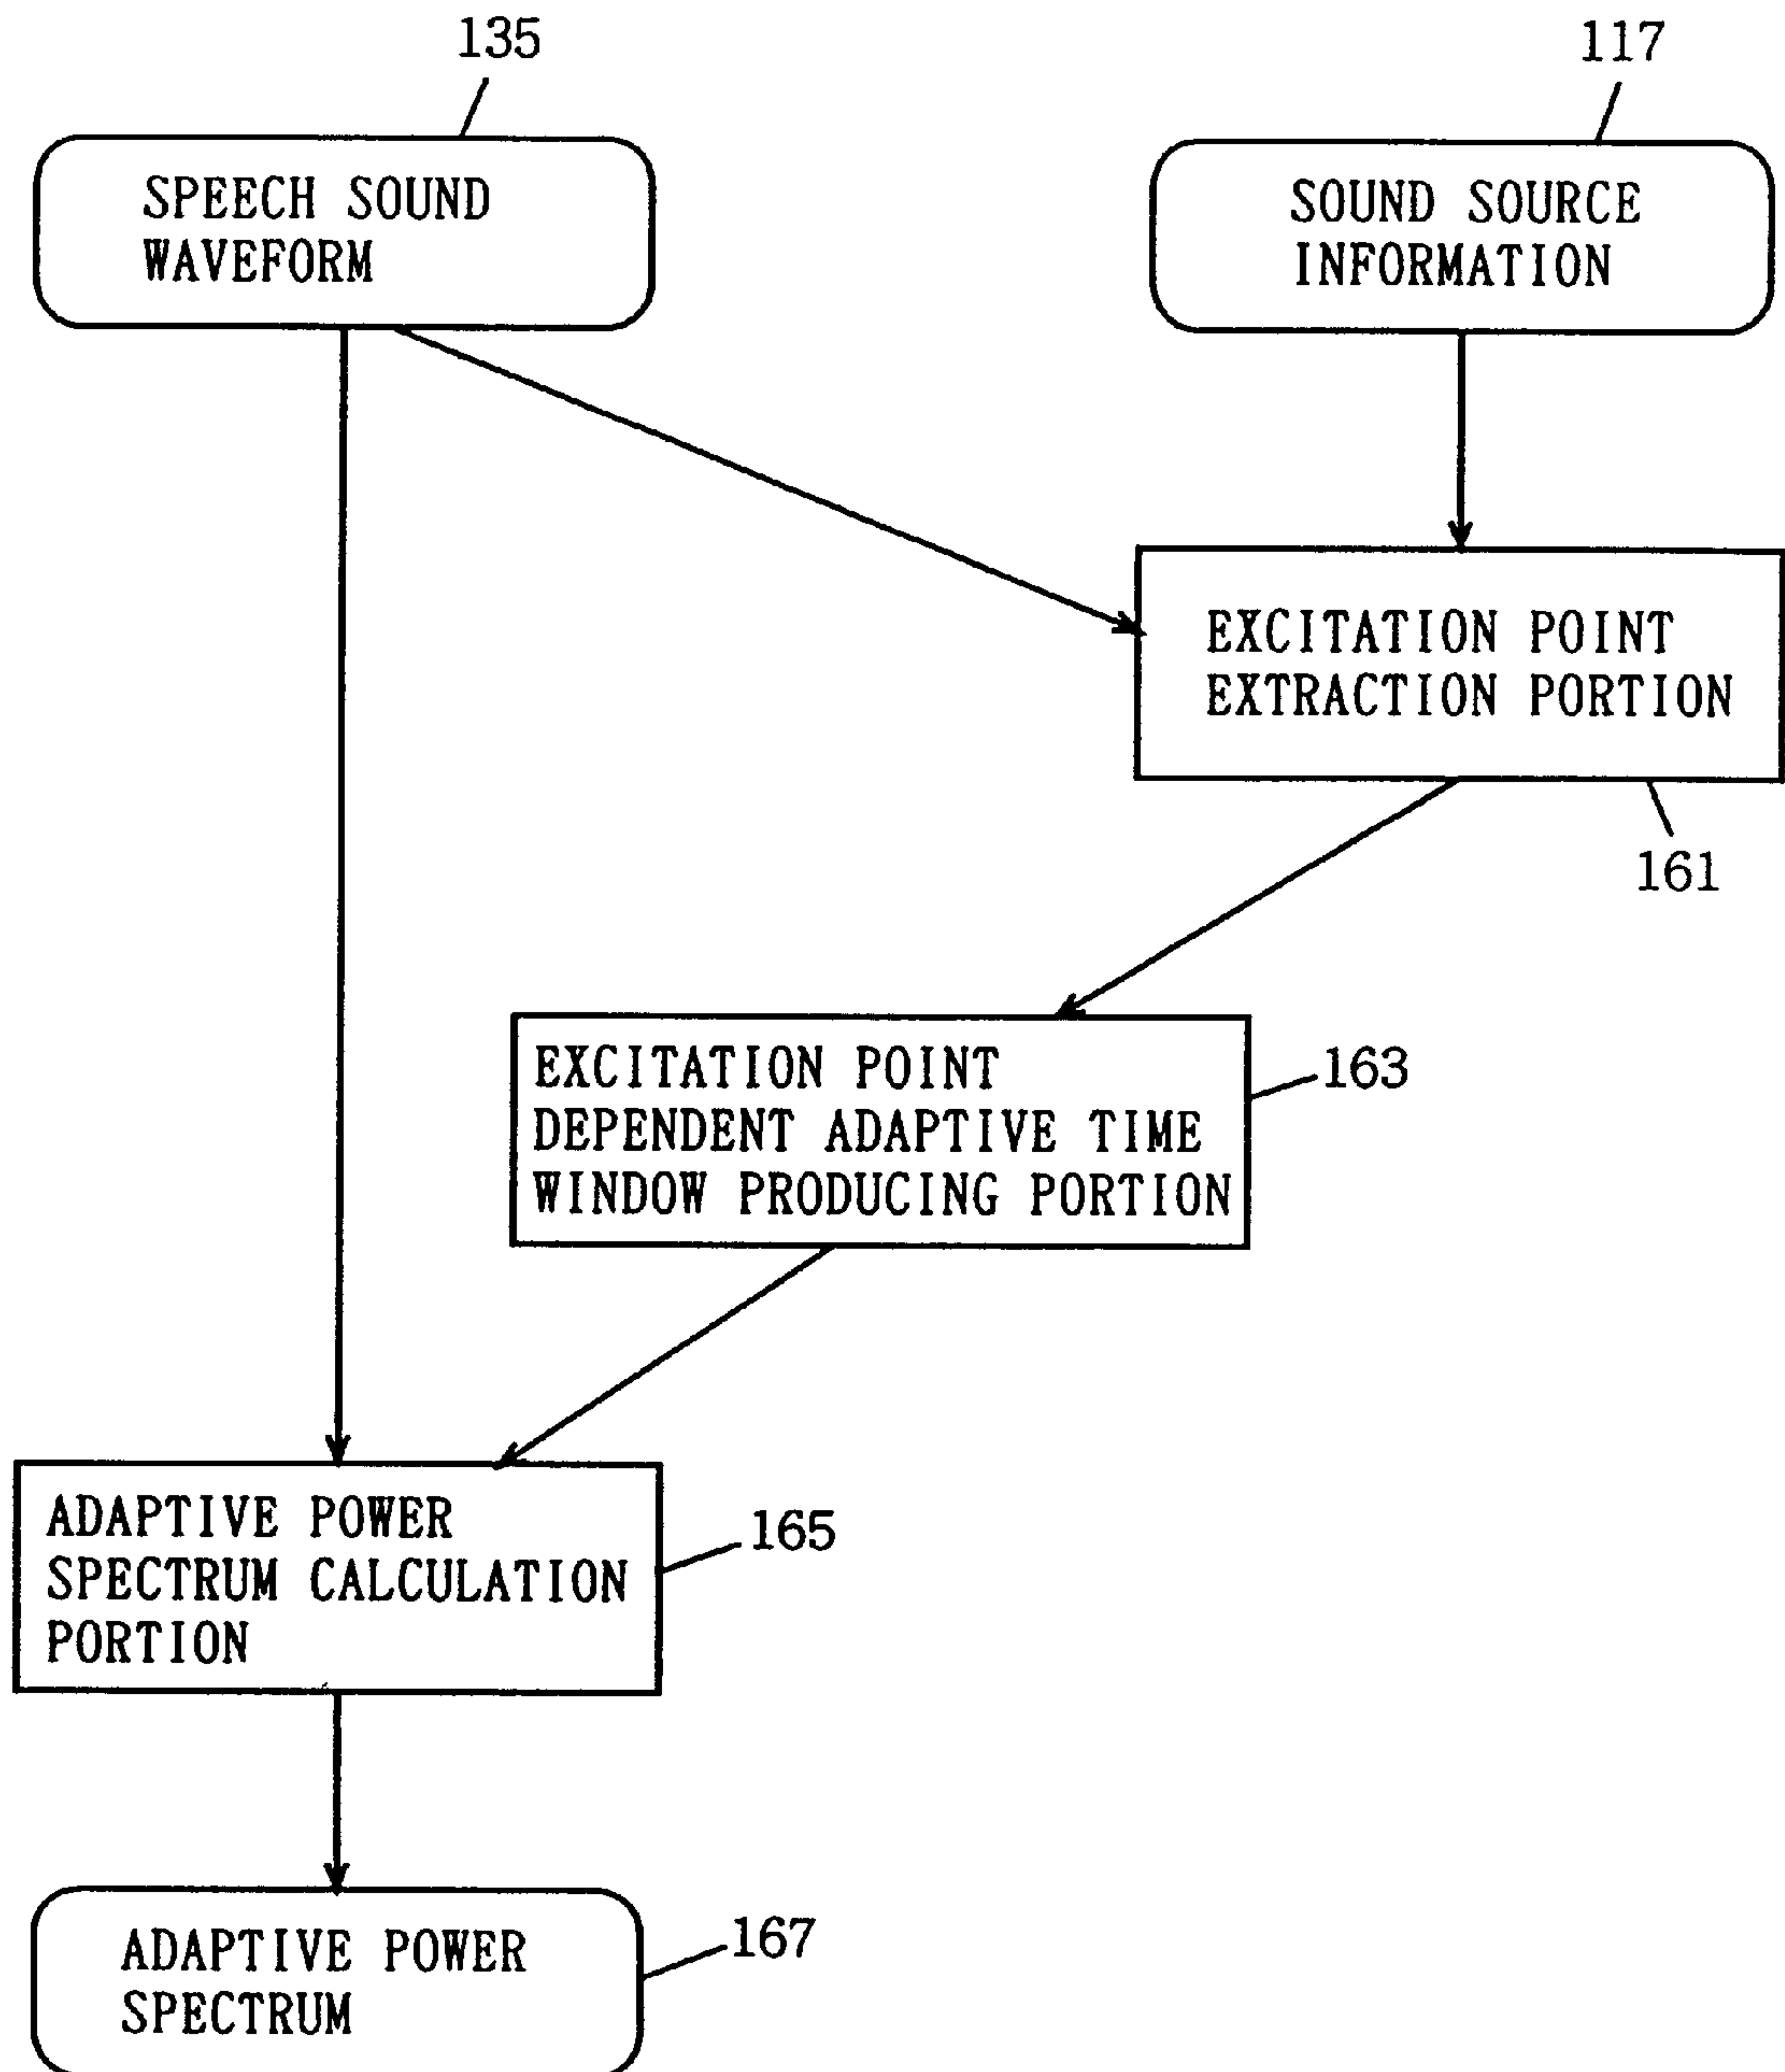 135
117
SPEECH SOUND
WAVEFORM
SOUND SOURCE
INFORMATION
EXCITATION POINT
EXTRACTION PORTION
161
EXCITATION POINT
DEPENDENT ADAPTIVE TIME
WINDOW PRODUCING PORTION
163
ADAPTIVE POWER
SPECTRUM CALCULATION
PORTION
165
ADAPTIVE POWER
SPECTRUM
167